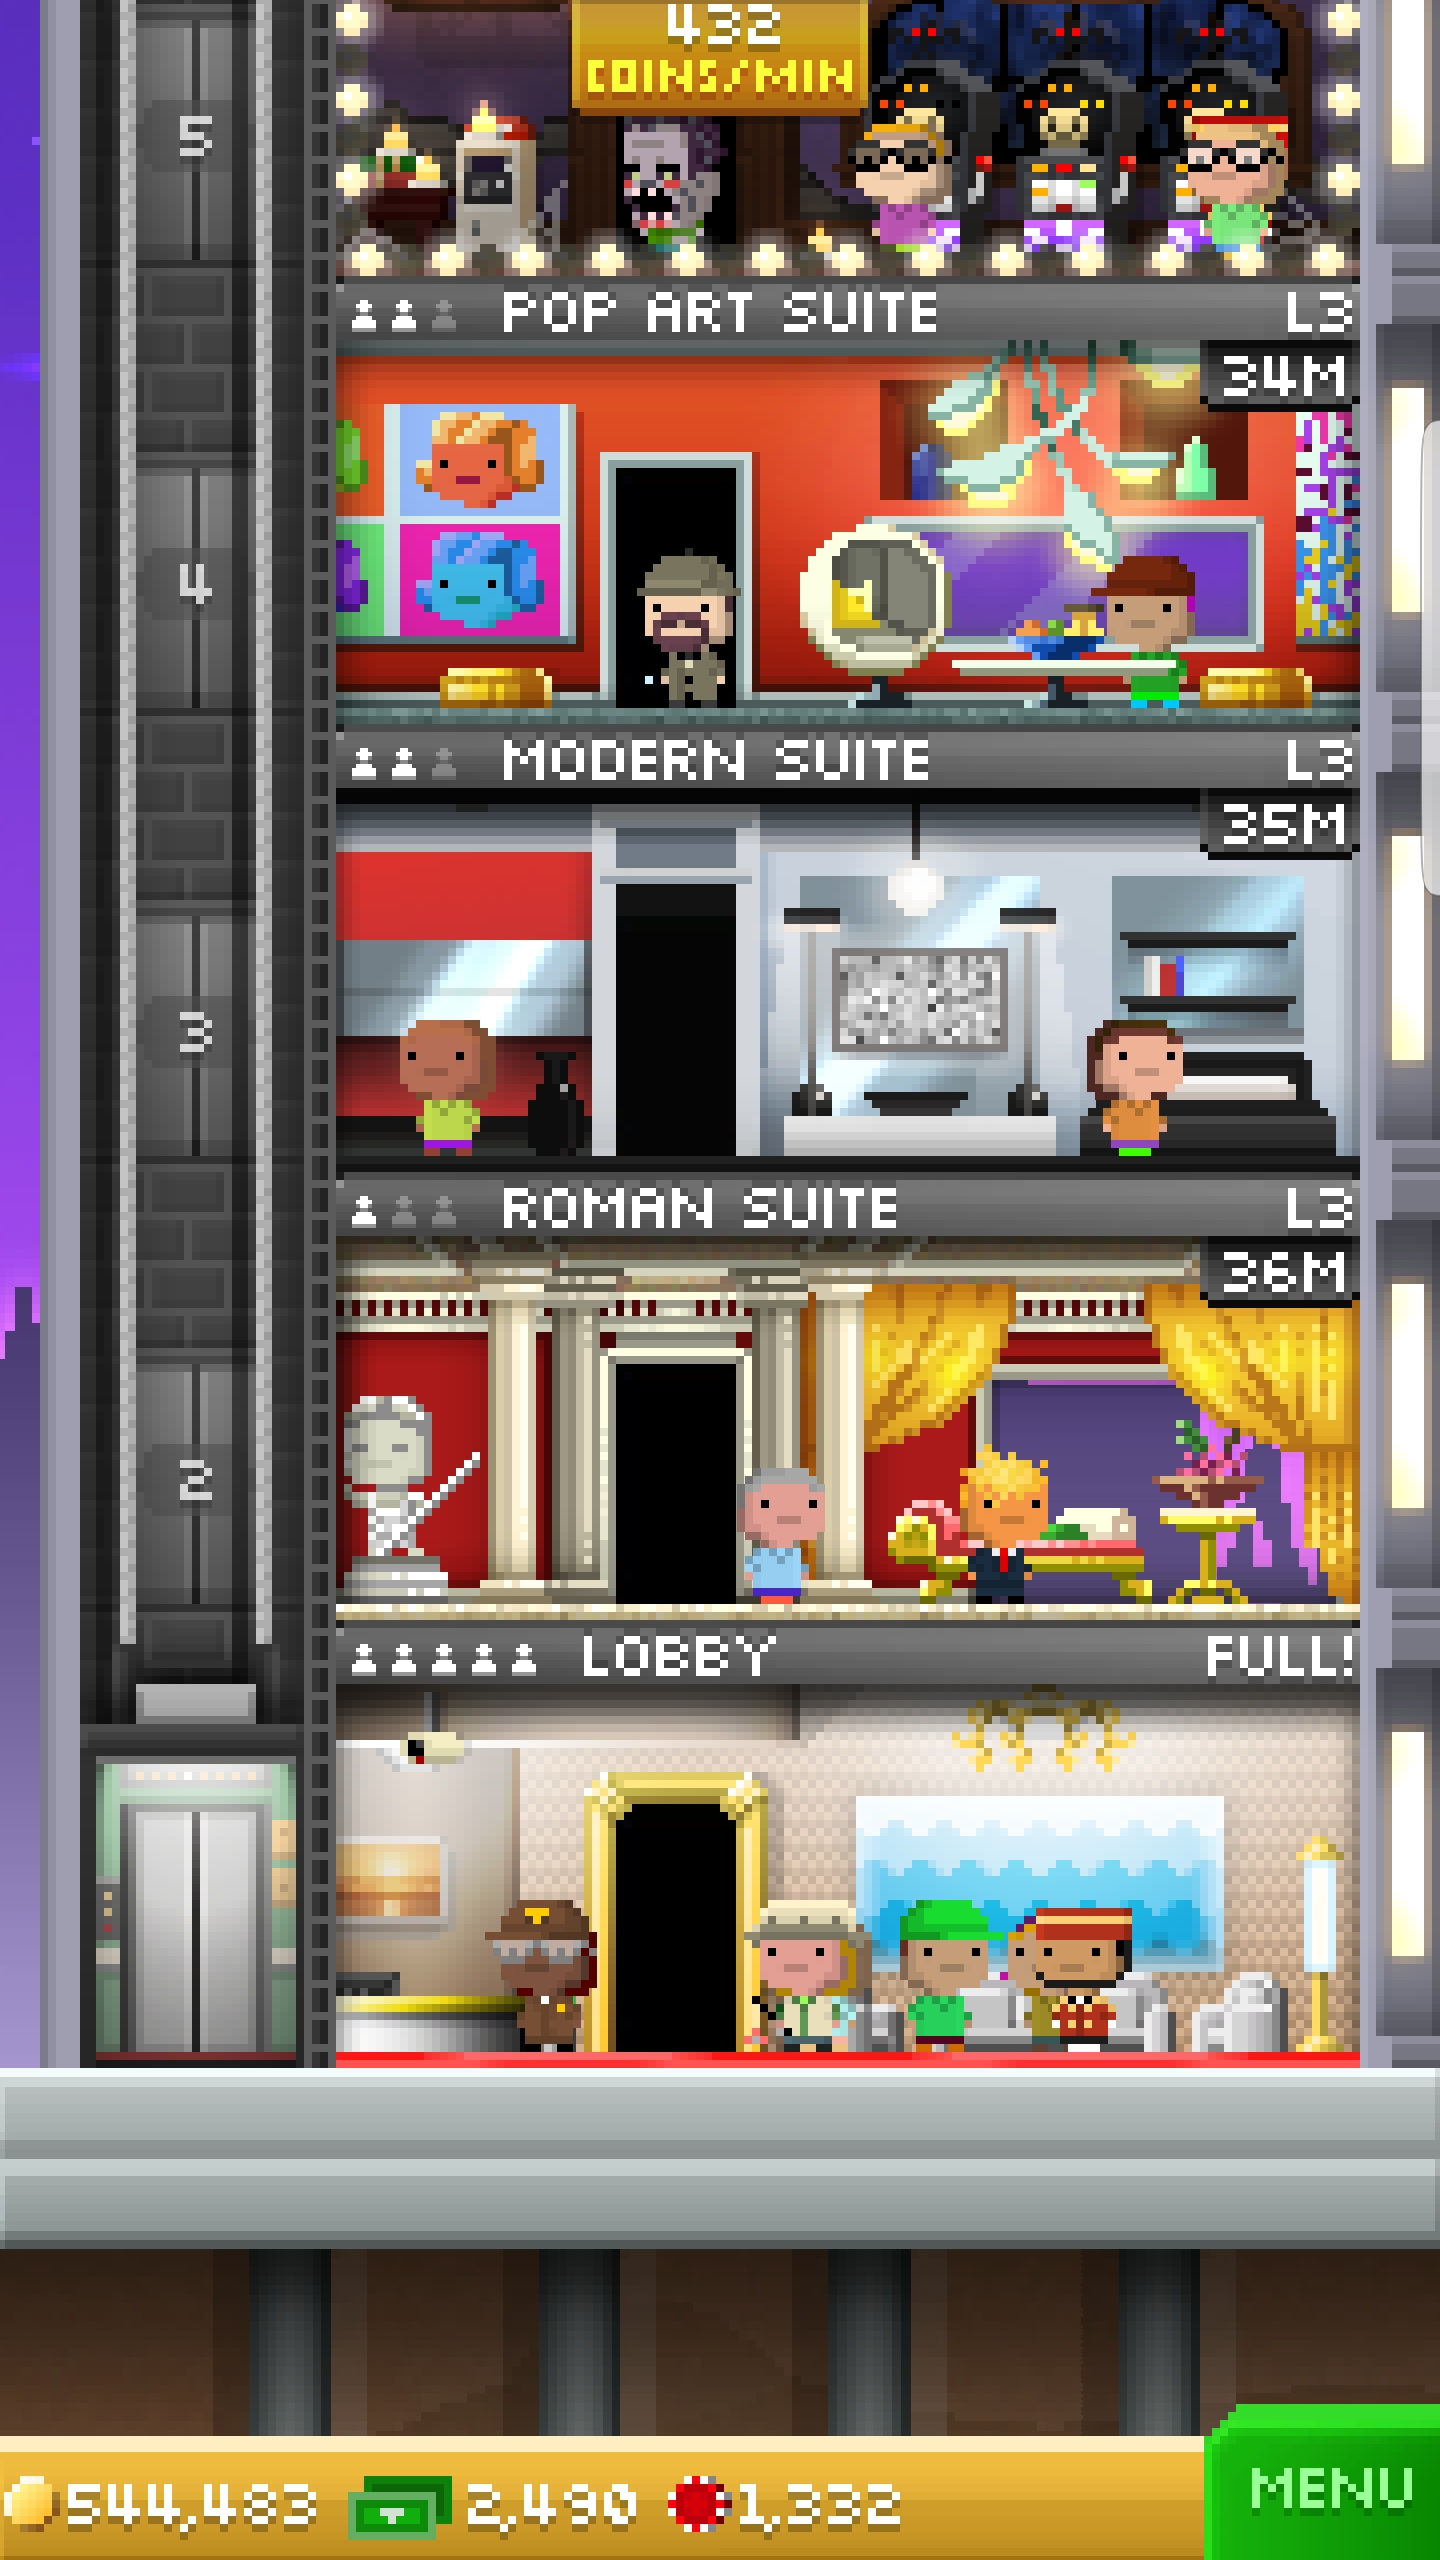 432
COINS/MIN
5
POP ART SUITE L3
34M
4
MODERN SUITE L3
35M
3
ROMAN SUITE L3
36M
2
LOBBY FULL!
544,483 2,490 1,332 MENU